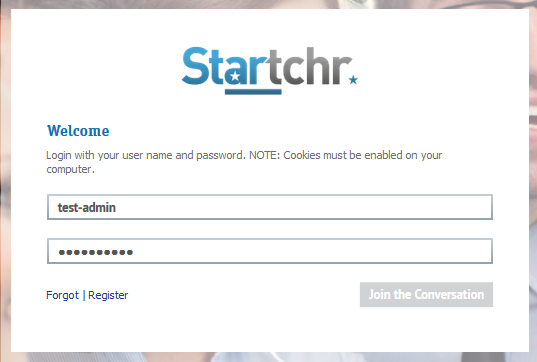 Startchr.
Welcome
Login with your user name and password. NOTE: Cookies must be enabled on your
computer.
test-admin
••••••••••
Forgot | Register
Join the Conversation